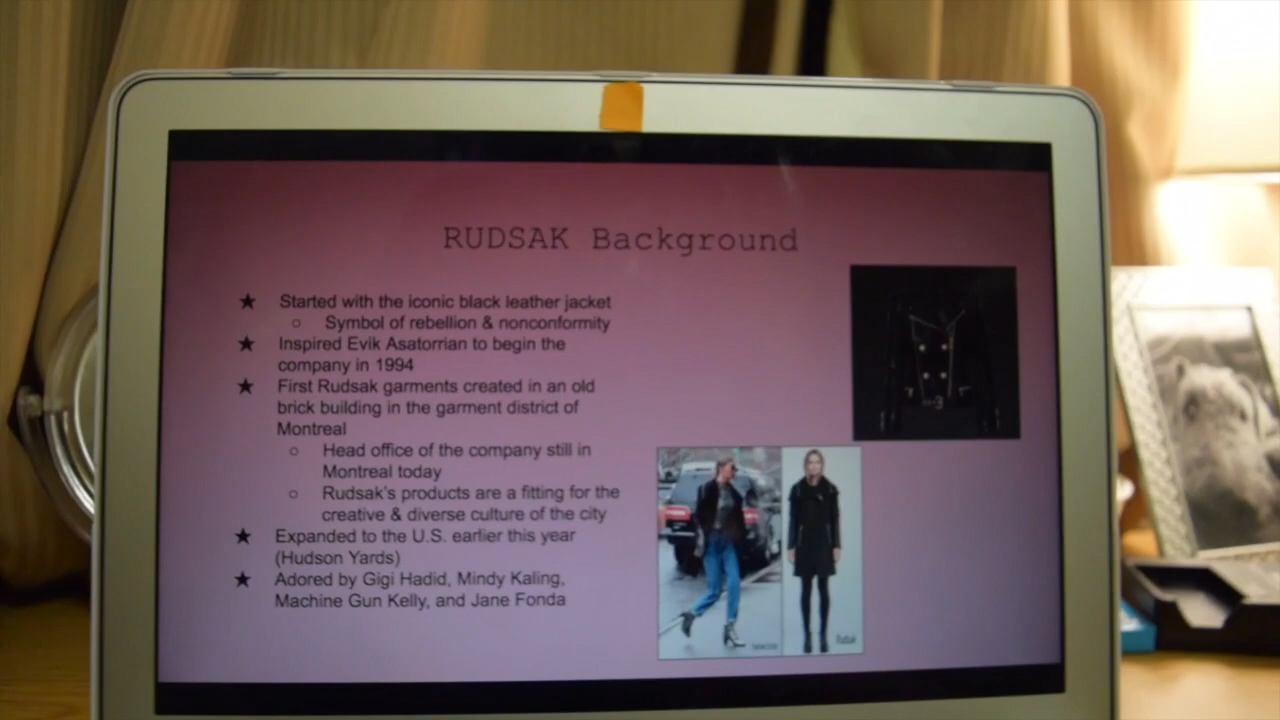 RUDSAK Background
★ Started with the iconic black leather jacket
○ Symbol of rebellion & nonconformity
★ Inspired Evik Asatorrian to begin the
company in 1994
★ First Rudsak garments created in an old
brick building in the garment district of
Montreal
○ Head office of the company still in
Montreal today
○ Rudsak's products are a fitting for the
creative & diverse culture of the city
★ Expanded to the U.S. earlier this year
(Hudson Yards)
★ Adored by Gigi Hadid, Mindy Kaling,
Machine Gun Kelly, and Jane Fonda